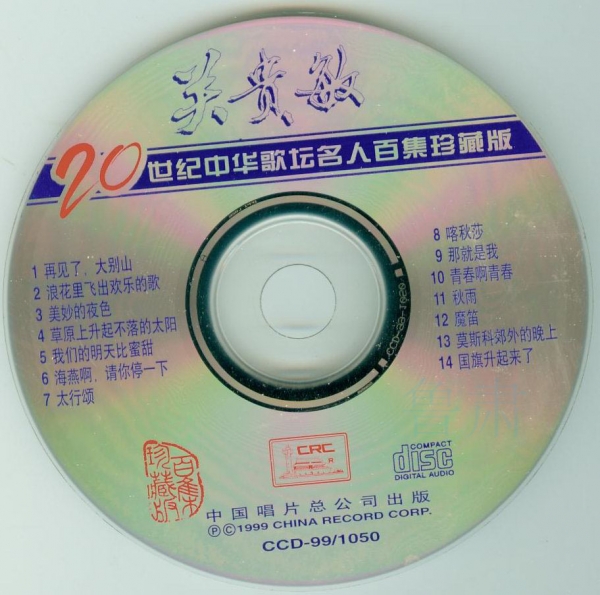 关贵敏
20世纪中华歌坛名人百集珍藏版
1 再见了，大别山
2 浪花里飞出欢乐的歌
3 美妙的夜色
4 草原上升起不落的太阳
5 我们的明天比蜜甜
6 海燕啊，请你停一下
7 太行颂
8 喀秋莎
9 那就是我
10 青春啊青春
11 秋雨
12 魔笛
13 莫斯科郊外的晚上
14 国旗升起来了
百集
珍藏版
CRC
R
COMPACT
disc
DIGITAL AUDIO
中国唱片总公司出版
Ⓟ©1999 CHINA RECORD CORP.
CCD-99/1050